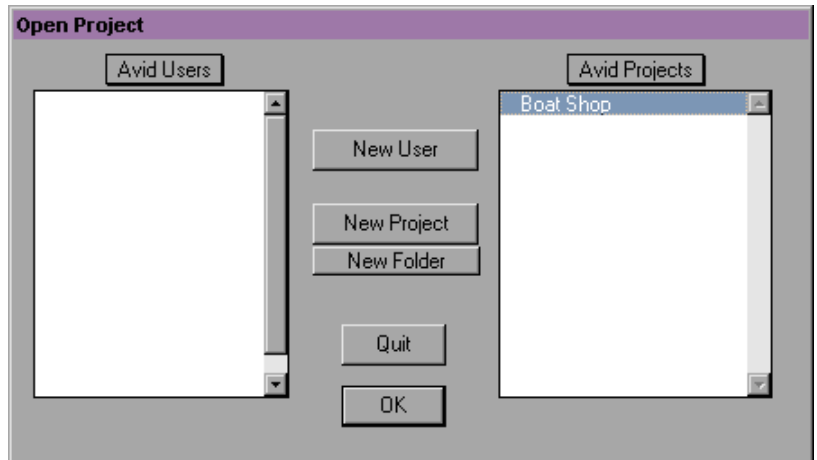 Open Project
Avid Users
Avid Projects
Boat Shop
New User
New Project
New Folder
Quit
OK